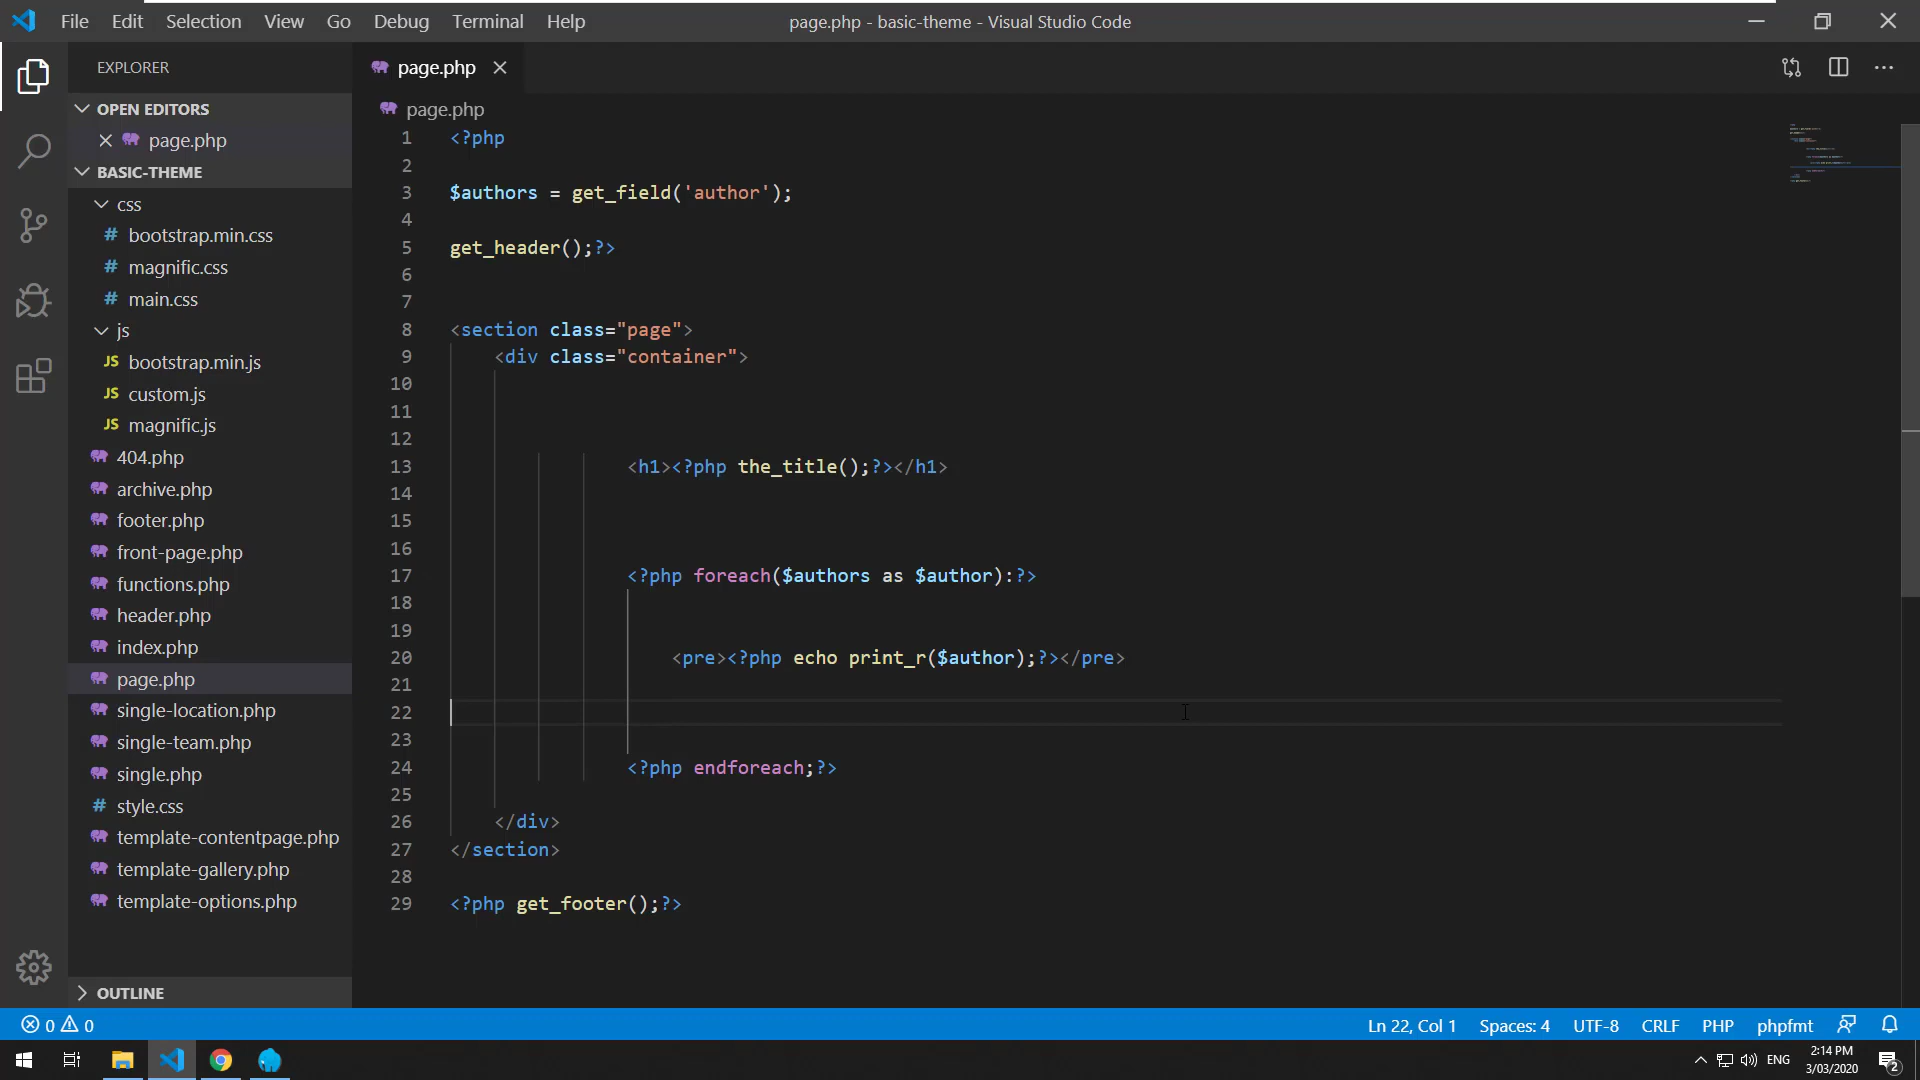 File Edit Selection View Go Debug Terminal Help
page.php - basic-theme - Visual Studio Code
EXPLORER
OPEN EDITORS
page.php
BASIC-THEME
css
# bootstrap.min.css
# magnific.css
# main.css
js
JS bootstrap.min.js
JS custom.js
JS magnific.js
404.php
archive.php
footer.php
front-page.php
functions.php
header.php
index.php
page.php
single-location.php
single-team.php
single.php
# style.css
template-contentpage.php
template-gallery.php
template-options.php
OUTLINE
page.php
page.php
1 <?php
2
3 $authors = get_field('author');
4
5 get_header();?>
6
7
8 <section class="page">
9 <div class="container">
10
11
12
13 <h1><?php the_title();?></h1>
14
15
16
17 <?php foreach($authors as $author):?>
18
19
20 <pre><?php echo print_r($author);?></pre>
21
22
23
24 <?php endforeach;?>
25
26 </div>
27 </section>
28
29 <?php get_footer();?>
0 0
Ln 22, Col 1 Spaces: 4 UTF-8 CRLF PHP phpfmt
ENG
2:14 PM
3/03/2020
2